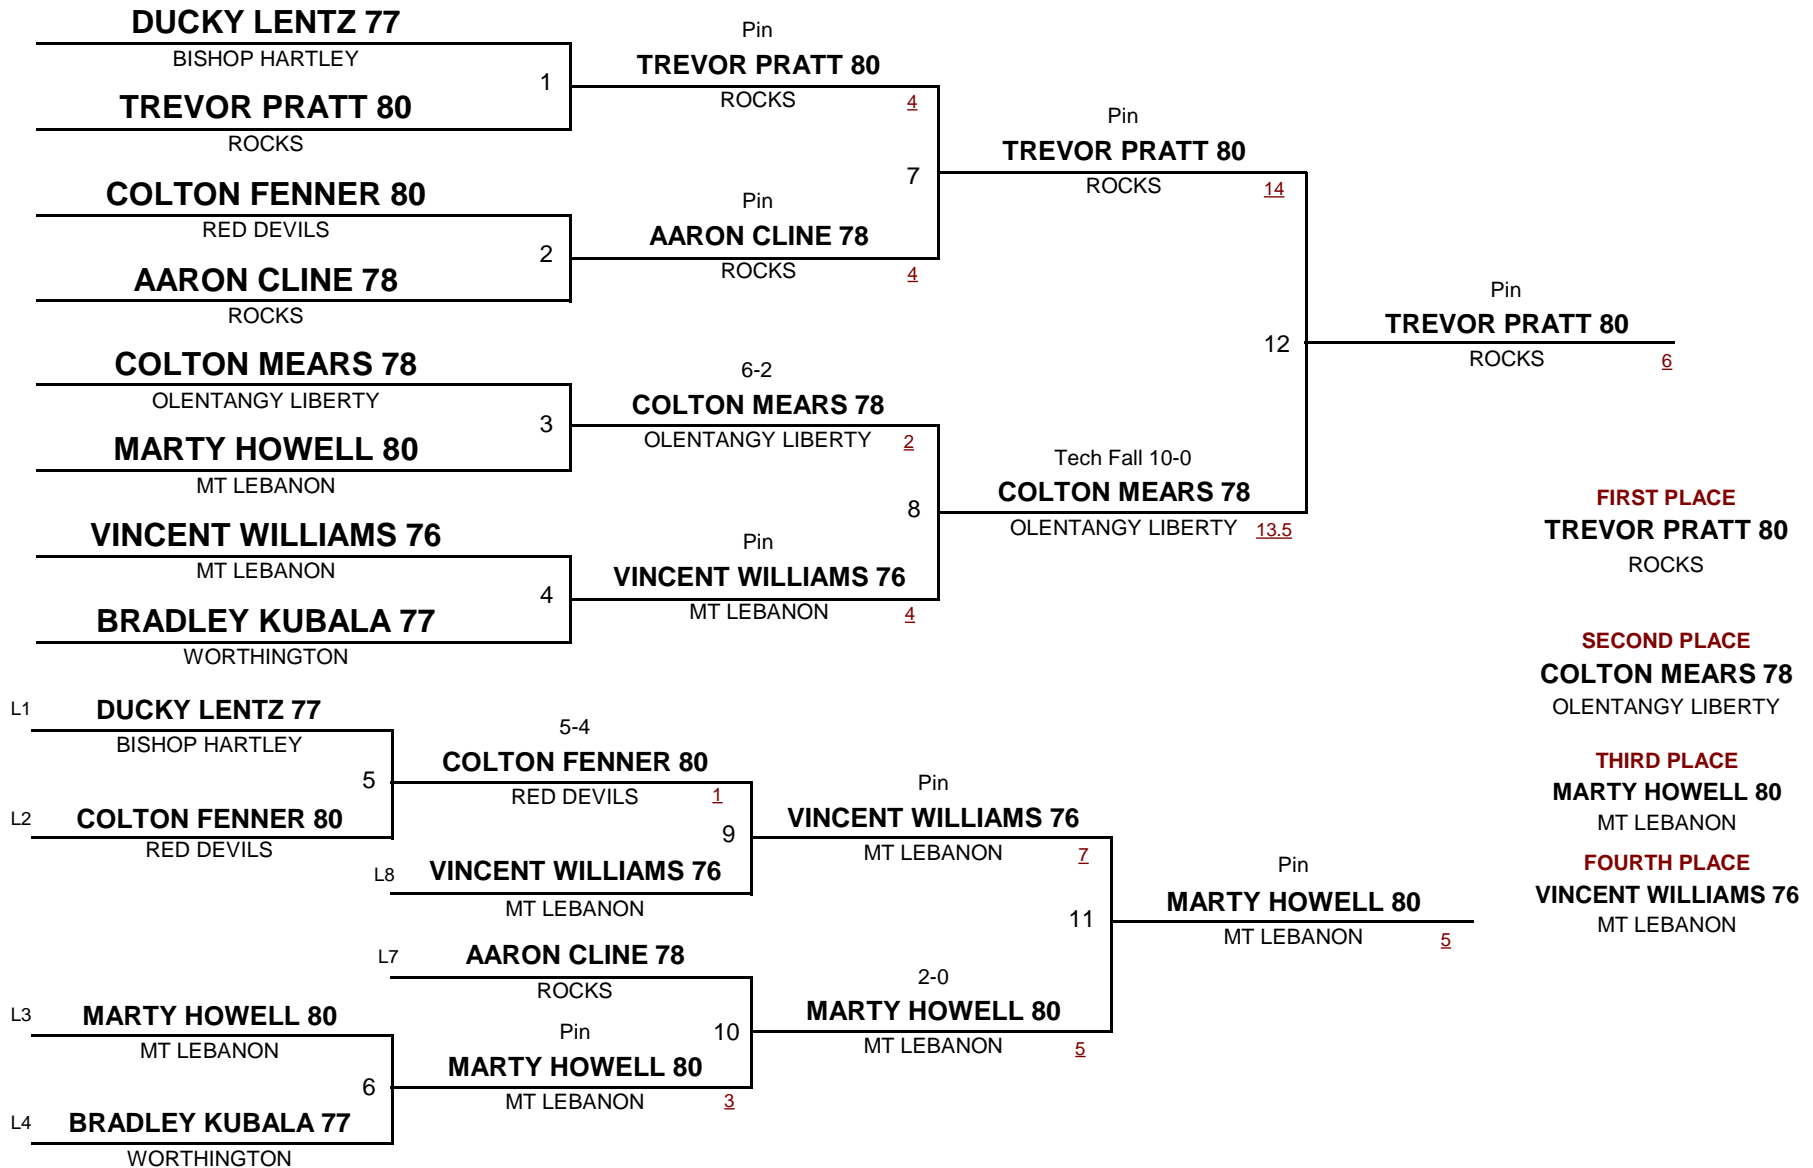 DUCKY LENTZ 77
BISHOP HARTLEY
1
TREVOR PRATT 80
ROCKS
COLTON FENNER 80
RED DEVILS
2
AARON CLINE 78
ROCKS
COLTON MEARS 78
OLENTANGY LIBERTY
3
MARTY HOWELL 80
MT LEBANON
VINCENT WILLIAMS 76
MT LEBANON
4
BRADLEY KUBALA 77
WORTHINGTON
Pin
TREVOR PRATT 80
ROCKS 4
7
Pin
AARON CLINE 78
ROCKS 4
6-2
COLTON MEARS 78
OLENTANGY LIBERTY 2
8
Pin
VINCENT WILLIAMS 76
MT LEBANON 4
Pin
TREVOR PRATT 80
ROCKS 14
12
Tech Fall 10-0
COLTON MEARS 78
OLENTANGY LIBERTY 13.5
Pin
TREVOR PRATT 80
ROCKS 6
L1 DUCKY LENTZ 77
BISHOP HARTLEY
5
L2 COLTON FENNER 80
RED DEVILS
5-4
COLTON FENNER 80
RED DEVILS 1
9
L8 VINCENT WILLIAMS 76
MT LEBANON
L7 AARON CLINE 78
ROCKS
10
L3 MARTY HOWELL 80
MT LEBANON
6
L4 BRADLEY KUBALA 77
WORTHINGTON
Pin
MARTY HOWELL 80
MT LEBANON 3
Pin
VINCENT WILLIAMS 76
MT LEBANON 7
11
2-0
MARTY HOWELL 80
MT LEBANON 5
Pin
MARTY HOWELL 80
MT LEBANON 5
FIRST PLACE
TREVOR PRATT 80
ROCKS
SECOND PLACE
COLTON MEARS 78
OLENTANGY LIBERTY
THIRD PLACE
MARTY HOWELL 80
MT LEBANON
FOURTH PLACE
VINCENT WILLIAMS 76
MT LEBANON